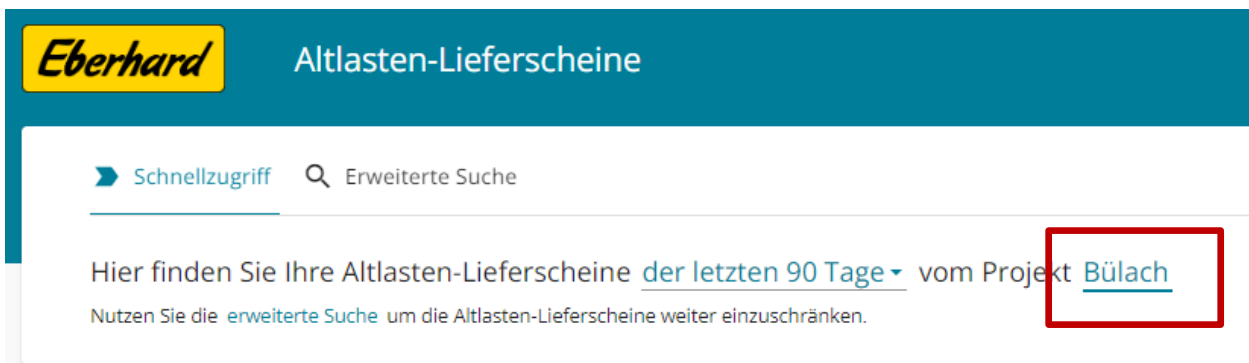 Eberhard Altlasten-Lieferscheine
Schnellzugriff Erweiterte Suche
Hier finden Sie Ihre Altlasten-Lieferscheine der letzten 90 Tage vom Projekt Bülach
Nutzen Sie die erweiterte Suche um die Altlasten-Lieferscheine weiter einzuschränken.